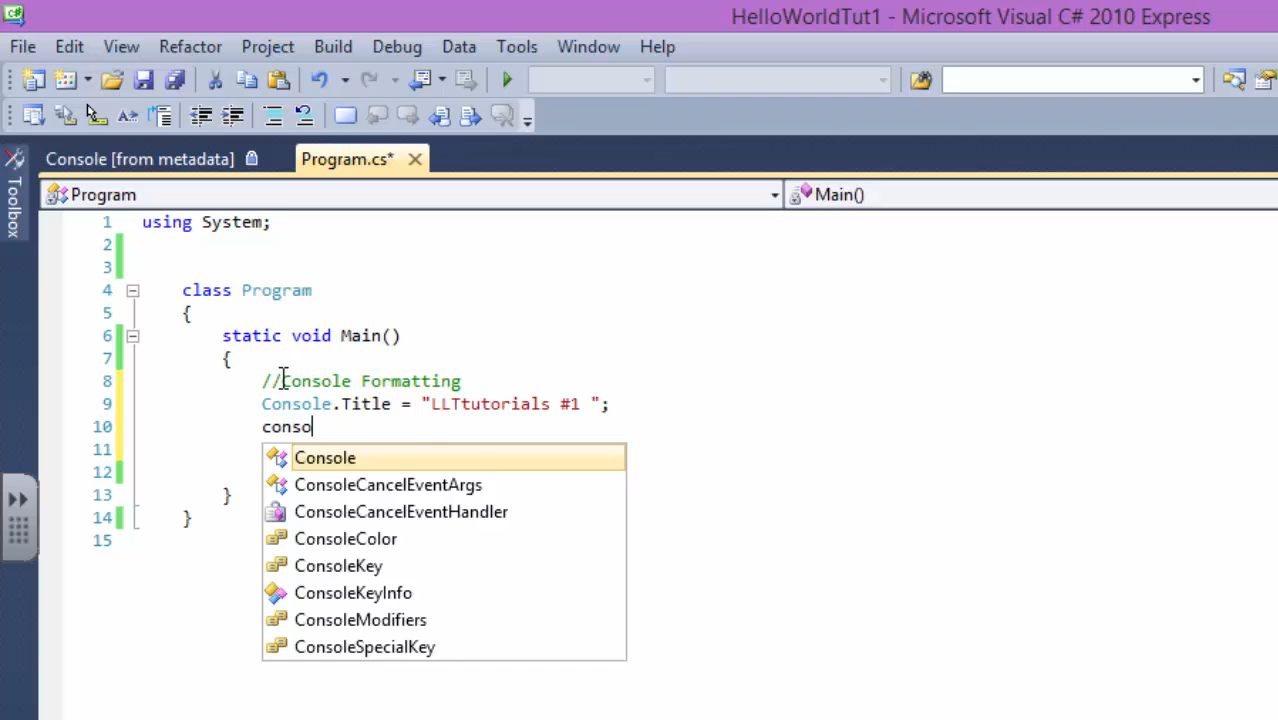 HelloWorldTut1 - Microsoft Visual C# 2010 Express
File Edit View Refactor Project Build Debug Data Tools Window Help
Console [from metadata] Program.cs*
Toolbox
Program Main()
1 using System;
2
3
4 class Program
5 {
6 static void Main()
7 {
8 //Console Formatting
9 Console.Title = "LLTtutorials #1 ";
10 conso
11
12
13 }
14 }
15
Console
ConsoleCancelEventArgs
ConsoleCancelEventHandler
ConsoleColor
ConsoleKey
ConsoleKeyInfo
ConsoleModifiers
ConsoleSpecialKey